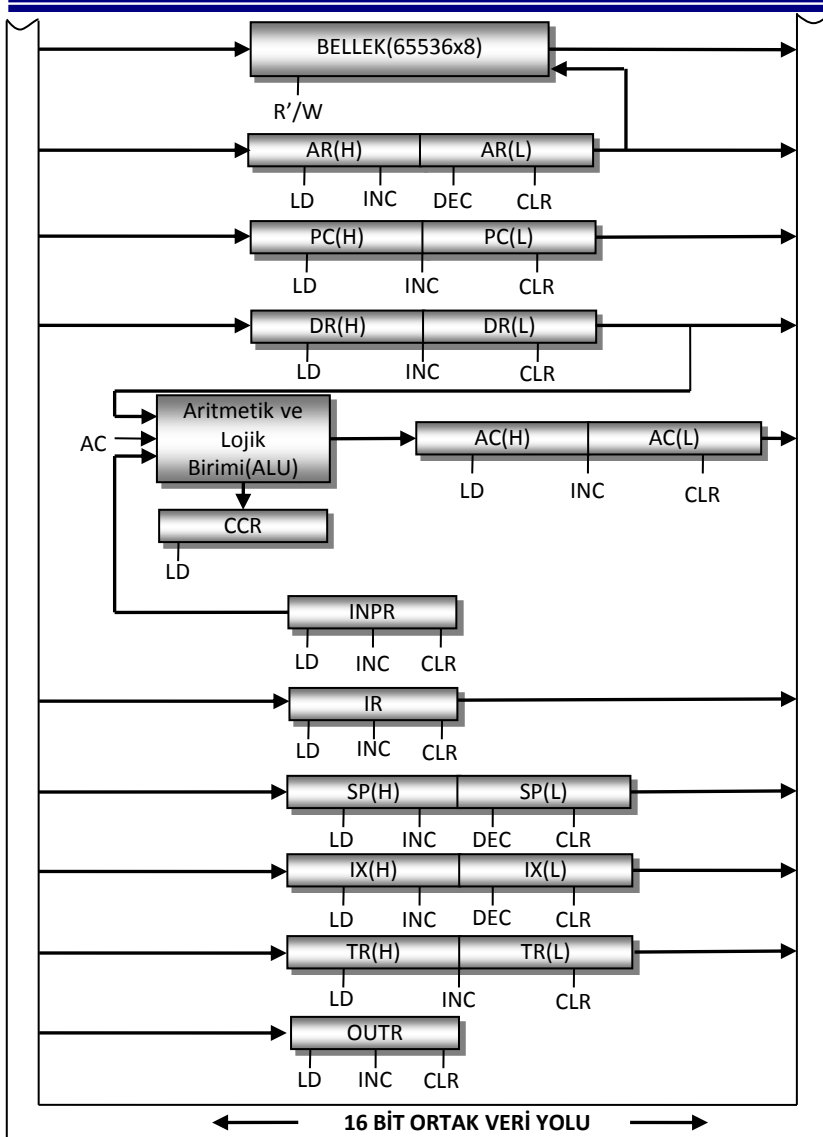 BELLEK(65536x8)
R'/W
AR(H) AR(L)
LD INC DEC CLR
PC(H) PC(L)
LD INC CLR
DR(H) DR(L)
LD INC CLR
Aritmetik ve
Lojik
Birimi(ALU)
AC
AC(H) AC(L)
LD INC CLR
CCR
LD
INPR
LD INC CLR
IR
LD INC CLR
SP(H) SP(L)
LD INC DEC CLR
IX(H) IX(L)
LD INC DEC CLR
TR(H) TR(L)
LD INC CLR
OUTR
LD INC CLR
16 BİT ORTAK VERİ YOLU